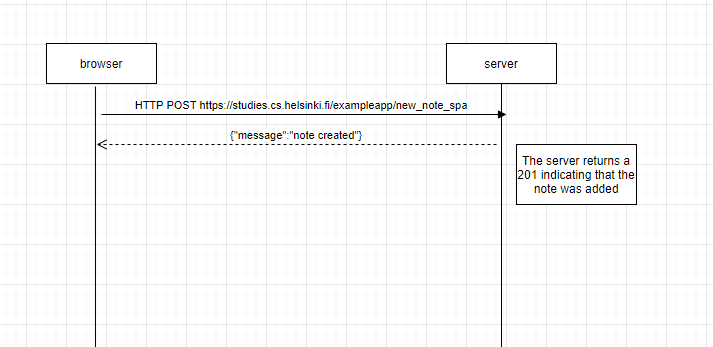 browser
server
HTTP POST https://studies.cs.helsinki.fi/exampleapp/new_note_spa
{"message":"note created"}
The server returns a
201 indicating that the
note was added